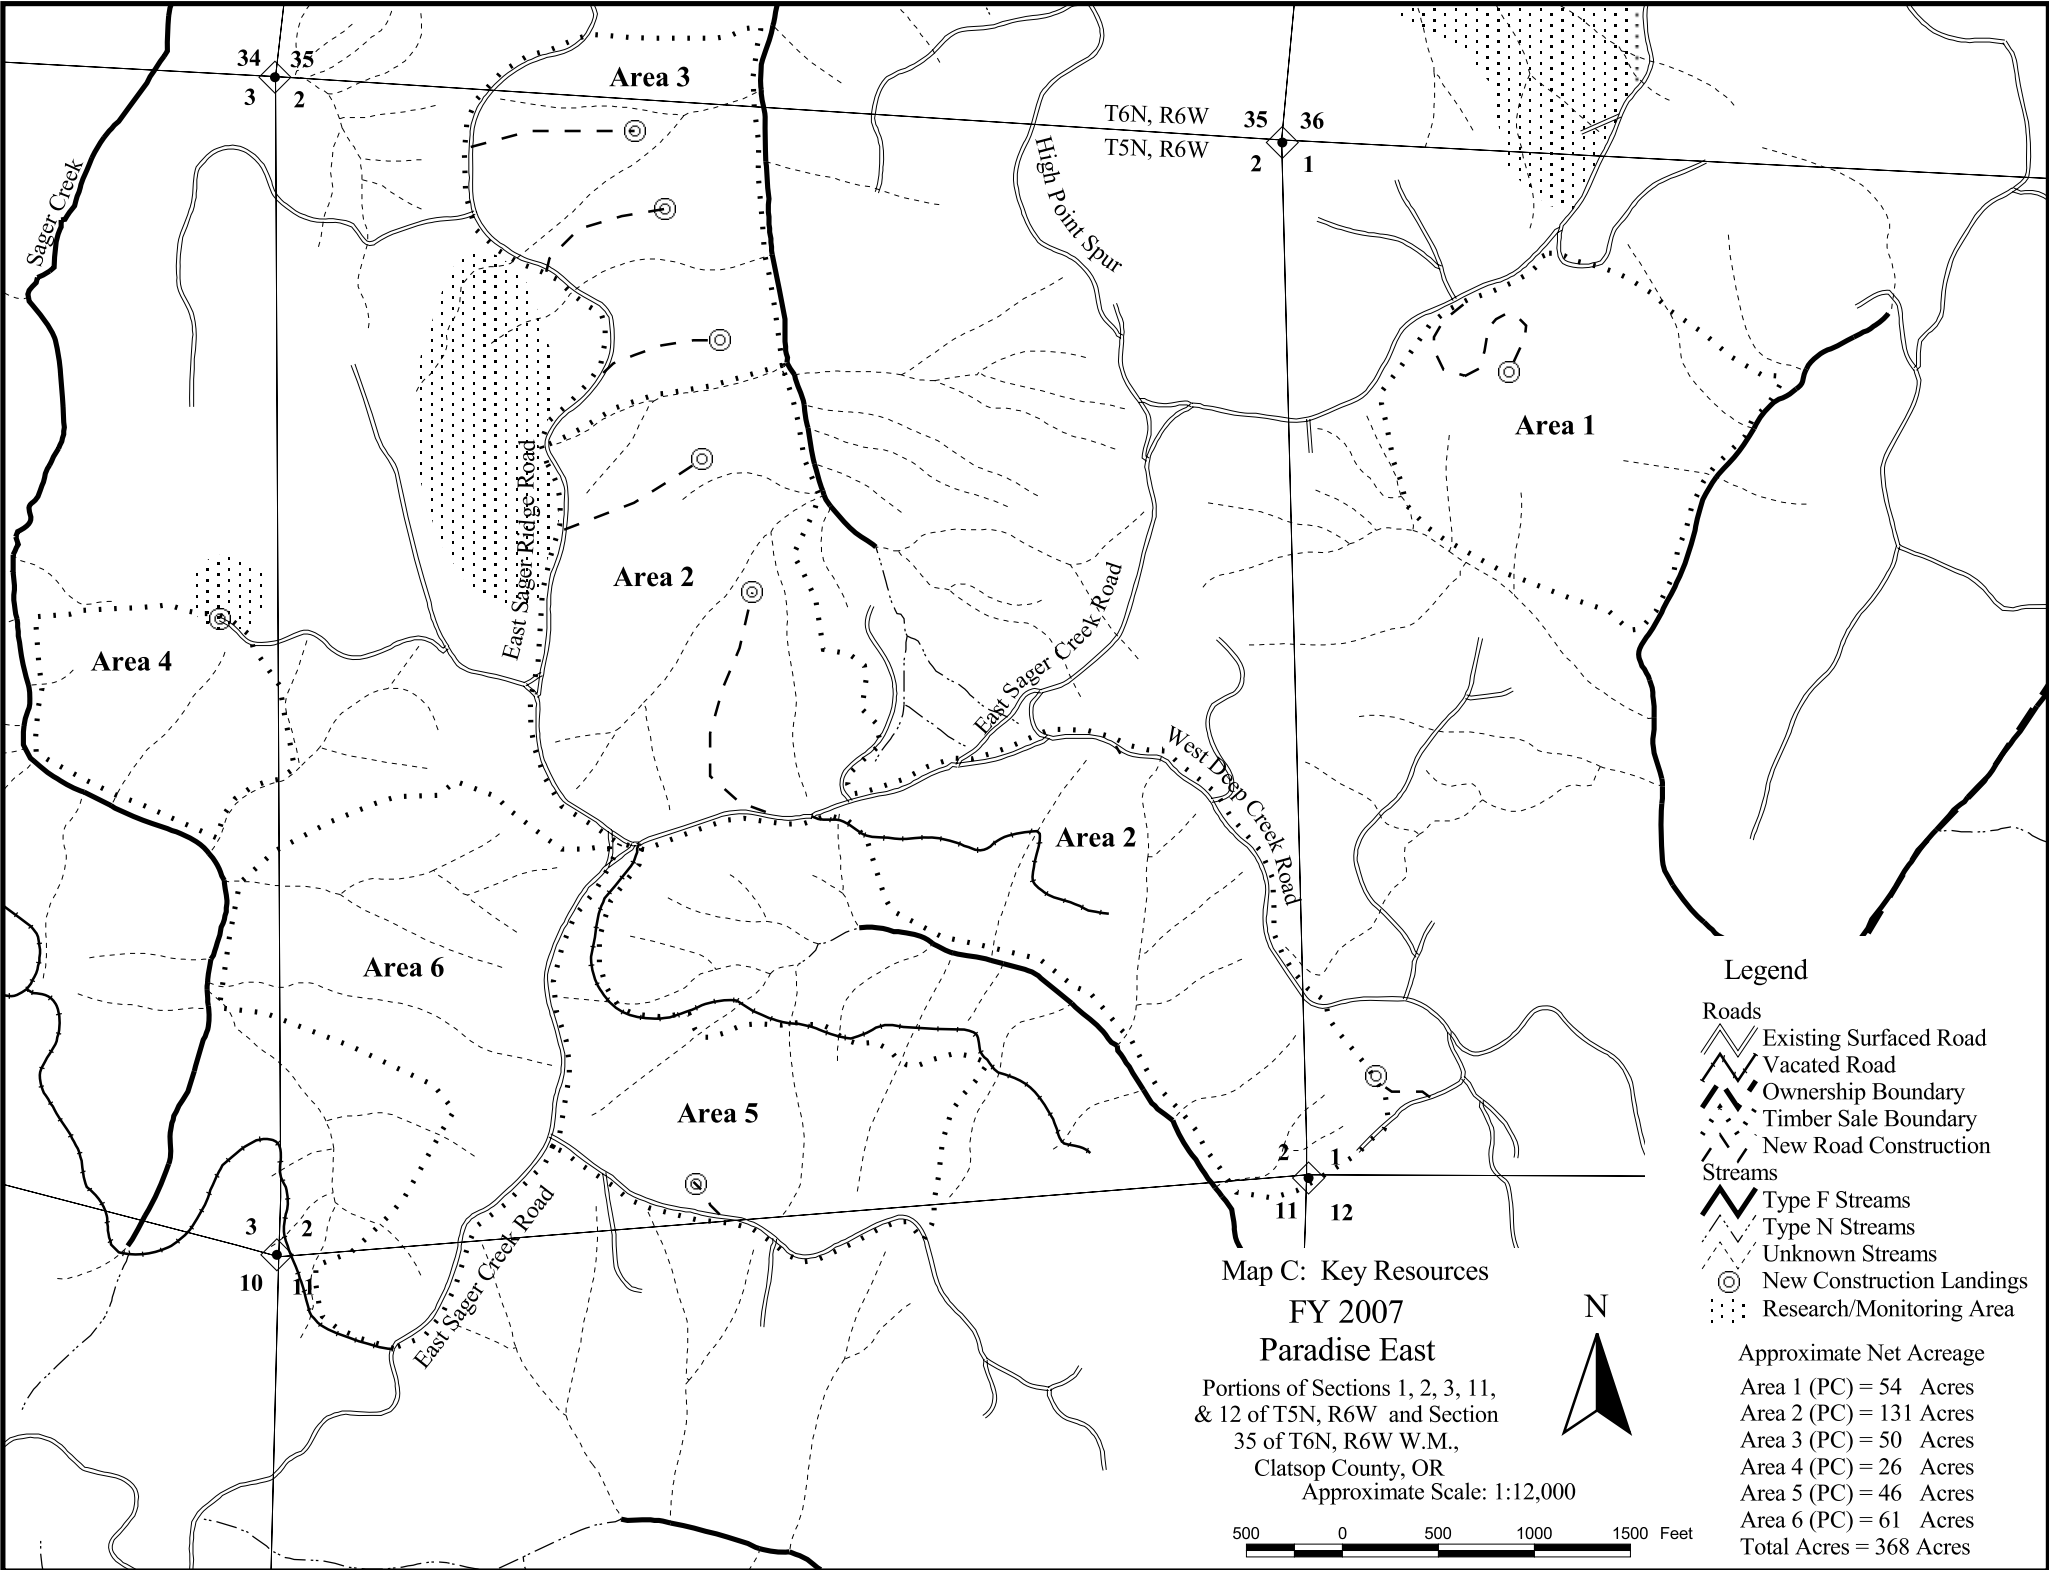 34 35
3 2
Area 3
T6N, R6W
T5N, R6W
35 36
2 1
Sager Creek
High Point Spur
Area 1
East Sager Ridge Road
Area 2
Area 4
East Sager Creek Road
West Deep Creek Road
Area 2
Area 6
Area 5
2 1
11 12
3 2
10 11
East Sager Creek Road
Legend
Roads
Existing Surfaced Road
Vacated Road
Ownership Boundary
Timber Sale Boundary
New Road Construction
Streams
Type F Streams
Type N Streams
Unknown Streams
New Construction Landings
Research/Monitoring Area
Map C: Key Resources
FY 2007
Paradise East
Portions of Sections 1, 2, 3, 11,
& 12 of T5N, R6W and Section
35 of T6N, R6W W.M.,
Clatsop County, OR
Approximate Scale: 1:12,000
N
500 0 500 1000 1500 Feet
Approximate Net Acreage
Area 1 (PC) = 54 Acres
Area 2 (PC) = 131 Acres
Area 3 (PC) = 50 Acres
Area 4 (PC) = 26 Acres
Area 5 (PC) = 46 Acres
Area 6 (PC) = 61 Acres
Total Acres = 368 Acres